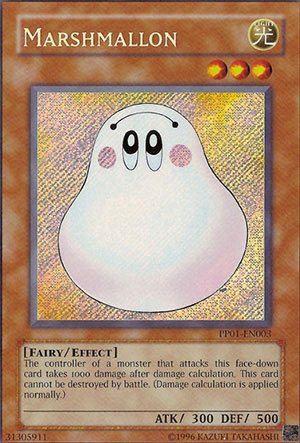 MARSHMALLON
LIGHT
光
PP01-EN003
[FAIRY/EFFECT]
The controller of a monster that attacks this face-down
card takes 1000 damage after damage calculation. This card
cannot be destroyed by battle. (Damage calculation is applied
normally.)
ATK/ 300 DEF/ 500
31305911
©1996 KAZUKI TAKAHASHI